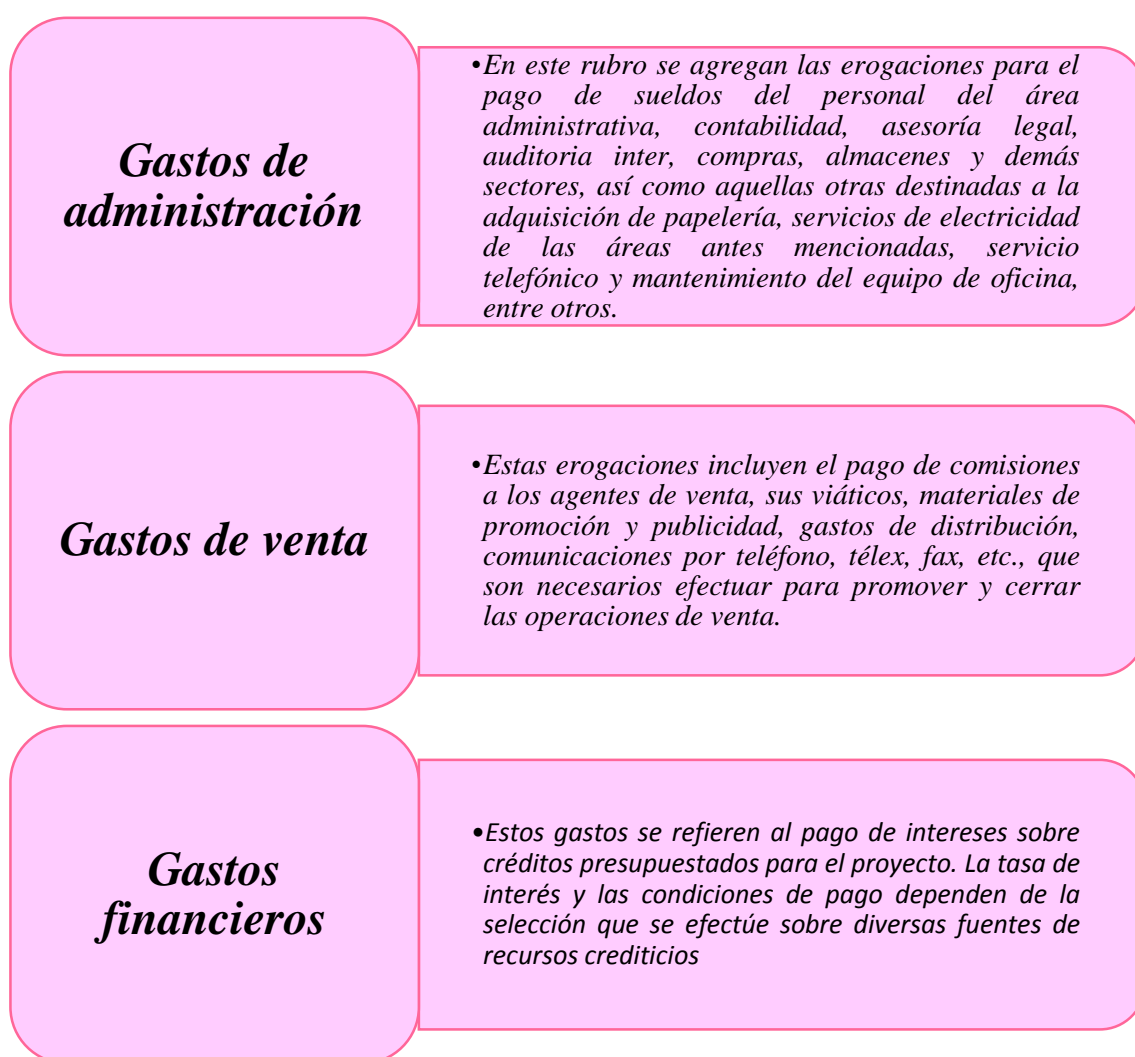 Gastos de
administración
•En este rubro se agregan las erogaciones para el
pago de sueldos del personal del área
administrativa, contabilidad, asesoría legal,
auditoria inter, compras, almacenes y demás
sectores, así como aquellas otras destinadas a la
adquisición de papelería, servicios de electricidad
de las áreas antes mencionadas, servicio
telefónico y mantenimiento del equipo de oficina,
entre otros.
Gastos de venta
•Estas erogaciones incluyen el pago de comisiones
a los agentes de venta, sus viáticos, materiales de
promoción y publicidad, gastos de distribución,
comunicaciones por teléfono, télex, fax, etc., que
son necesarios efectuar para promover y cerrar
las operaciones de venta.
Gastos
financieros
•Estos gastos se refieren al pago de intereses sobre
créditos presupuestados para el proyecto. La tasa de
interés y las condiciones de pago dependen de la
selección que se efectúe sobre diversas fuentes de
recursos crediticios